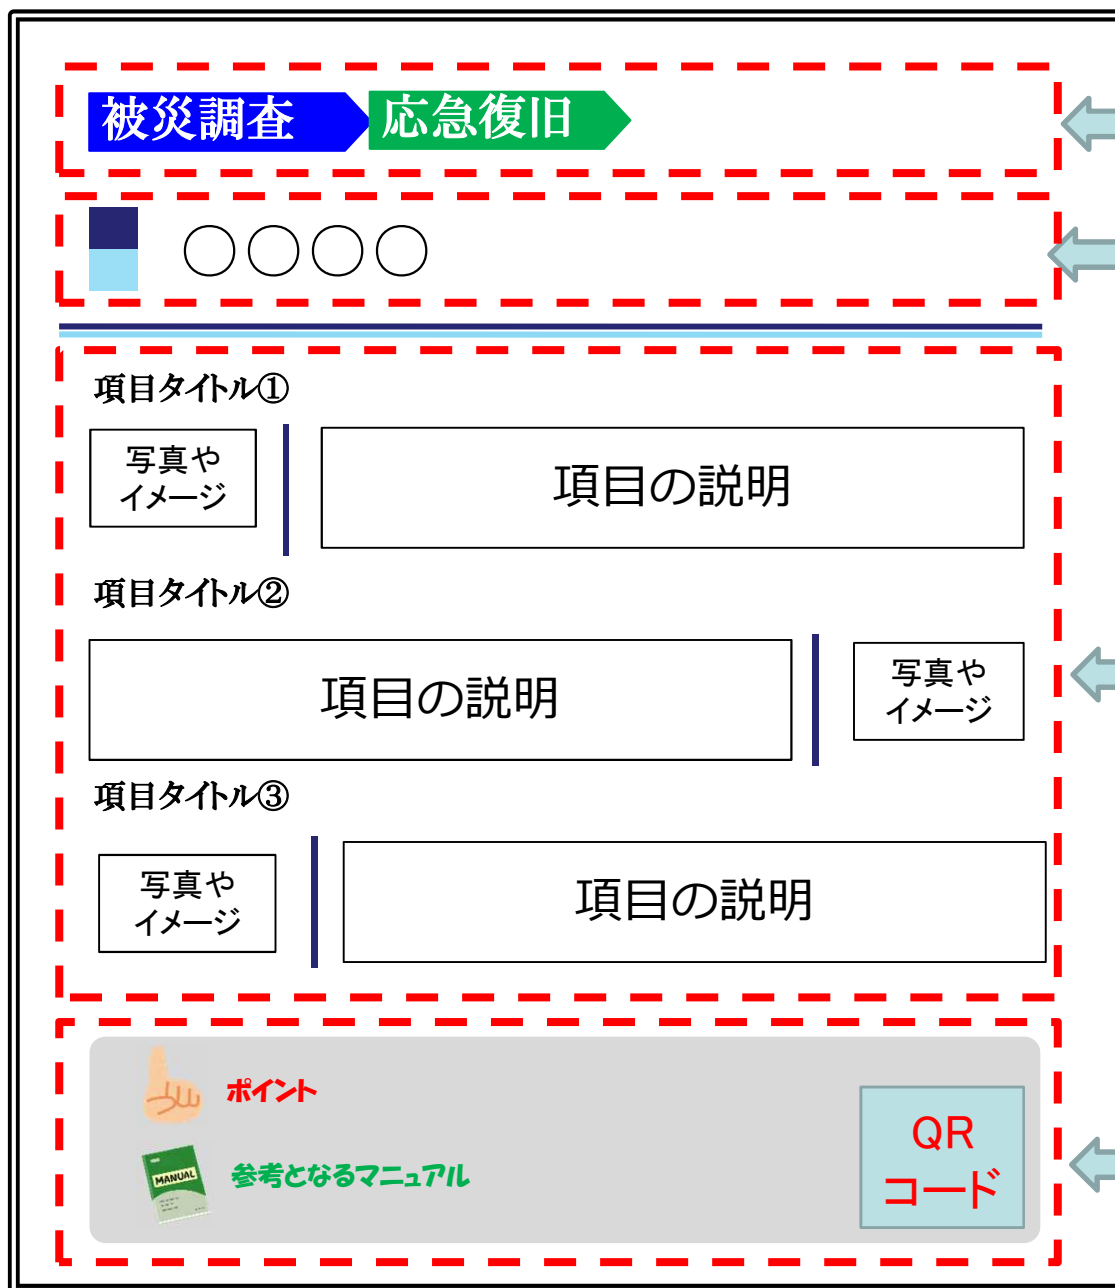 被災調査 応急復旧
〇〇〇〇
項目タイトル①
写真や
イメージ
項目の説明
項目タイトル②
項目の説明
写真や
イメージ
項目タイトル③
写真や
イメージ
項目の説明
ポイント
MANUAL
参考となるマニュアル
QR
コード